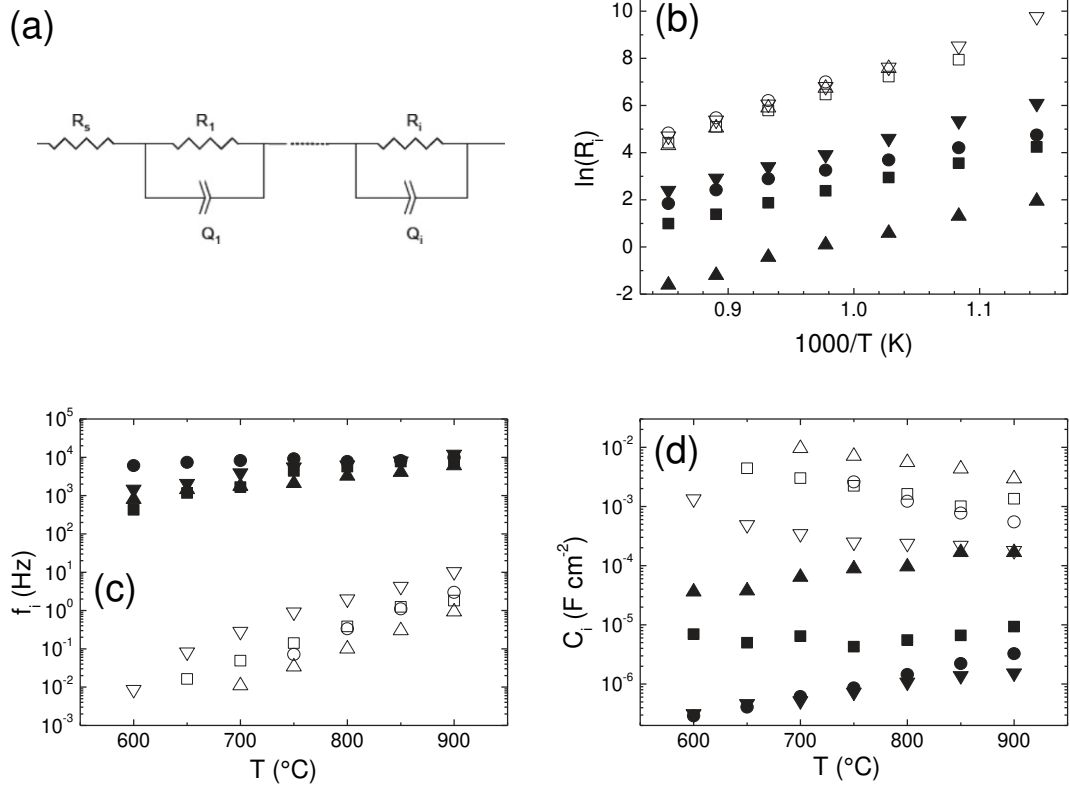 (a)
R_s
R_1
R_i
Q_1
Q_i
(b)
10
8
6
4
2
0
-2
0.9
1.0
1.1
ln(R_i)
1000/T (K)
(c)
10^5
10^4
10^3
10^2
10^1
10^0
10^-1
10^-2
10^-3
600
700
800
900
f_i (Hz)
T (°C)
(d)
10^-2
10^-3
10^-4
10^-5
10^-6
600
700
800
900
C_i (F cm^-2)
T (°C)